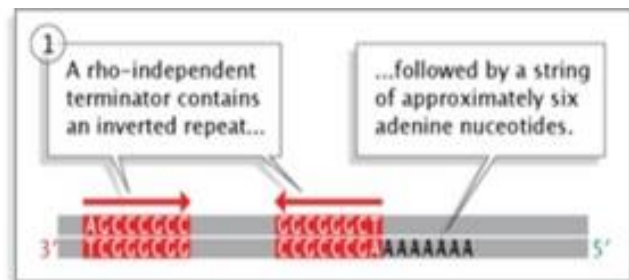 1
A rho-independent
terminator contains
an inverted repeat...
...followed by a string
of approximately six
adenine nuceotides.
AGCCCGCC GGCGGGCT
3' TCGGGCGG CCGCCCGAAAAAAAA 5'